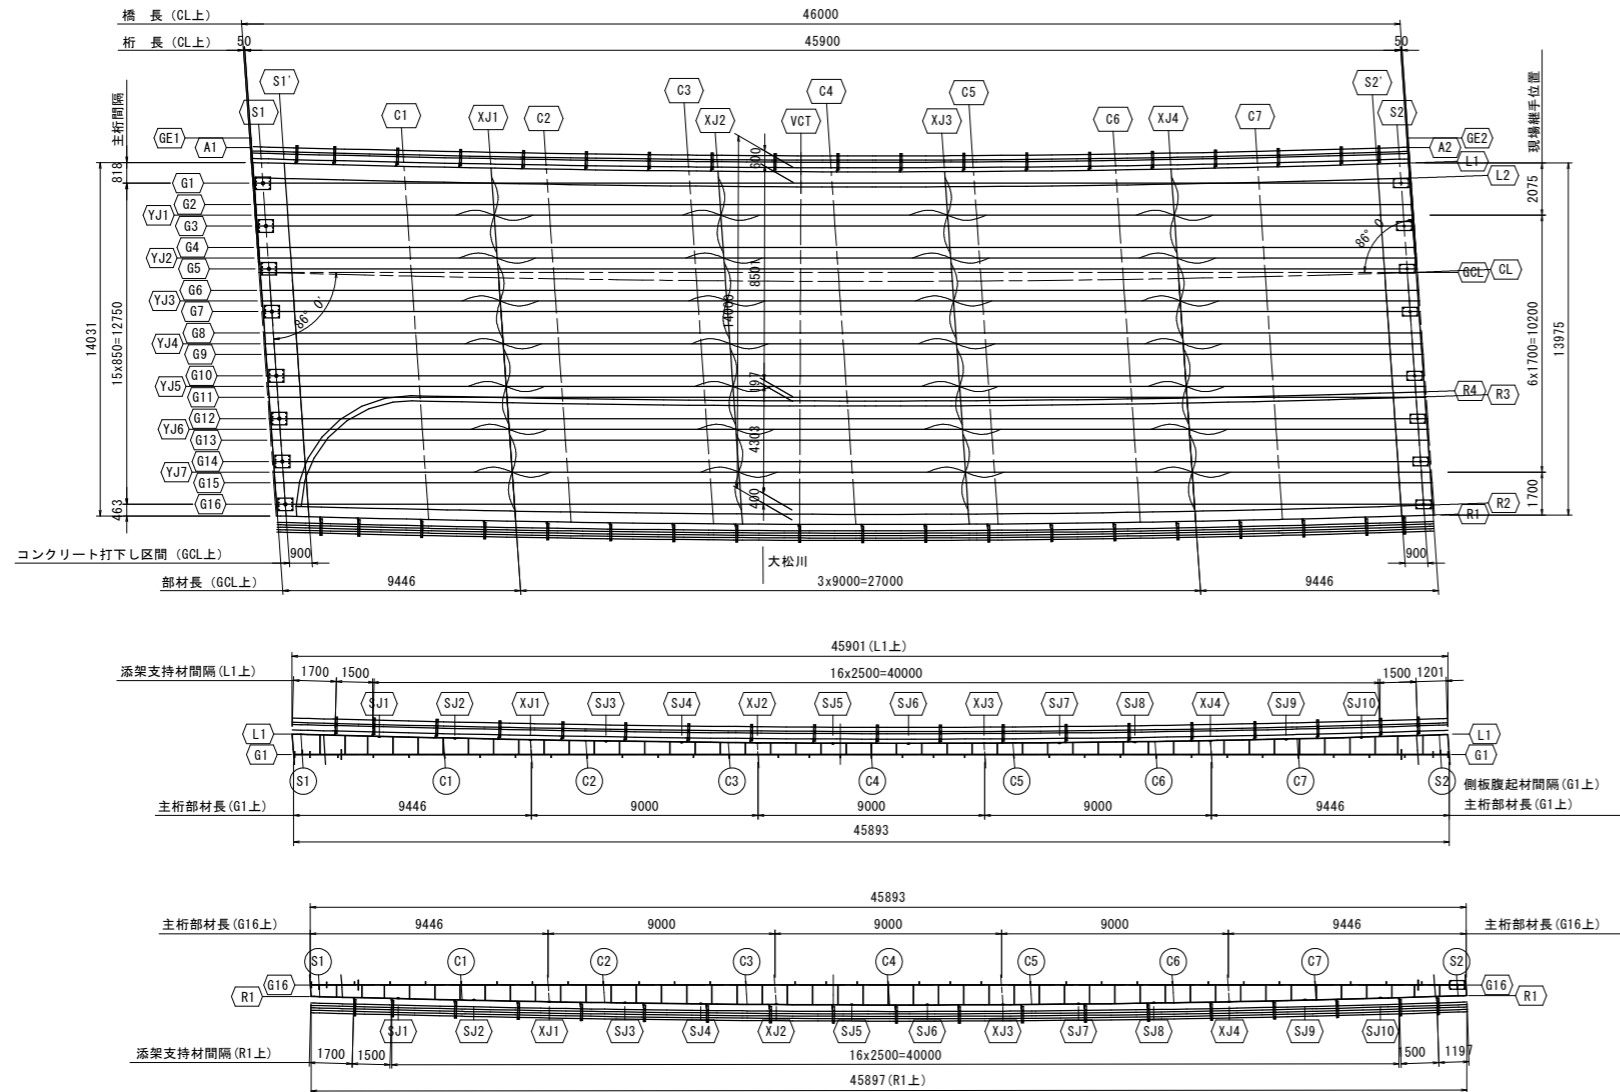 橋　長 (CL上)
46000
桁　長 (CL上)
50
45900
50
主桁間隔
現場継手位置
S1'
S1
C1
XJ1
C2
C3
XJ2
VCT
C4
XJ3
C5
C6
XJ4
C7
S2'
S2
GE1
A1
GE2
A2
L1
L2
818
G1
G2
YJ1
G3
G4
YJ2
G5
G6
YJ3
G7
G8
YJ4
G9
G10
YJ5
G11
G12
YJ6
G13
G14
YJ7
G15
G16
14031
15x850=12750
463
600
8507
14000
197
4303
400
86° 0'
86° 0'
GCL
CL
R4
R3
R2
R1
2075
6x1700=10200
1700
13975
コンクリート打下し区間 (GCL上)
900
大松川
900
部材長 (GCL上)
9446
3x9000=27000
9446
45901(L1上)
添架支持材間隔(L1上)
1700
1500
16x2500=40000
1500
1201
SJ1
SJ2
XJ1
SJ3
SJ4
XJ2
SJ5
SJ6
XJ3
SJ7
SJ8
XJ4
SJ9
SJ10
L1
L1
G1
G1
S1
C1
C2
C3
C4
C5
C6
C7
S2
側板腹起材間隔(G1上)
主桁部材長(G1上)
9446
9000
9000
9000
9446
主桁部材長(G1上)
45893
45893
主桁部材長(G16上)
9446
9000
9000
9000
9446
主桁部材長(G16上)
S1
C1
C2
C3
C4
C5
C6
C7
S2
G16
G16
R1
R1
SJ1
SJ2
XJ1
SJ3
SJ4
XJ2
SJ5
SJ6
XJ3
SJ7
SJ8
XJ4
SJ9
SJ10
添架支持材間隔(R1上)
1700
1500
16x2500=40000
1500
1197
45897(R1上)